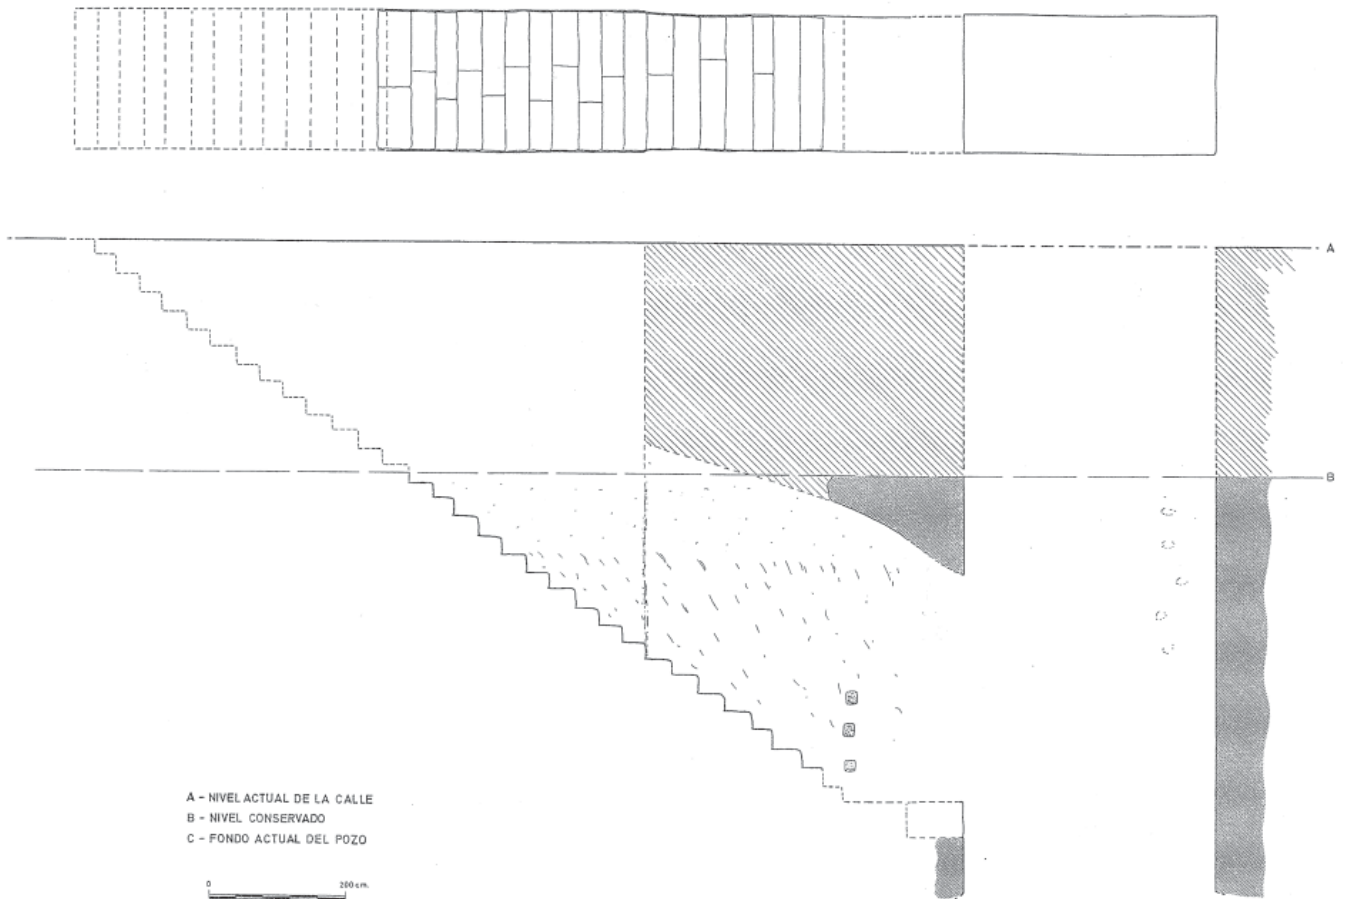 A
B
A – NIVEL ACTUAL DE LA CALLE
B – NIVEL CONSERVADO
C – FONDO ACTUAL DEL POZO
0 200 cm.